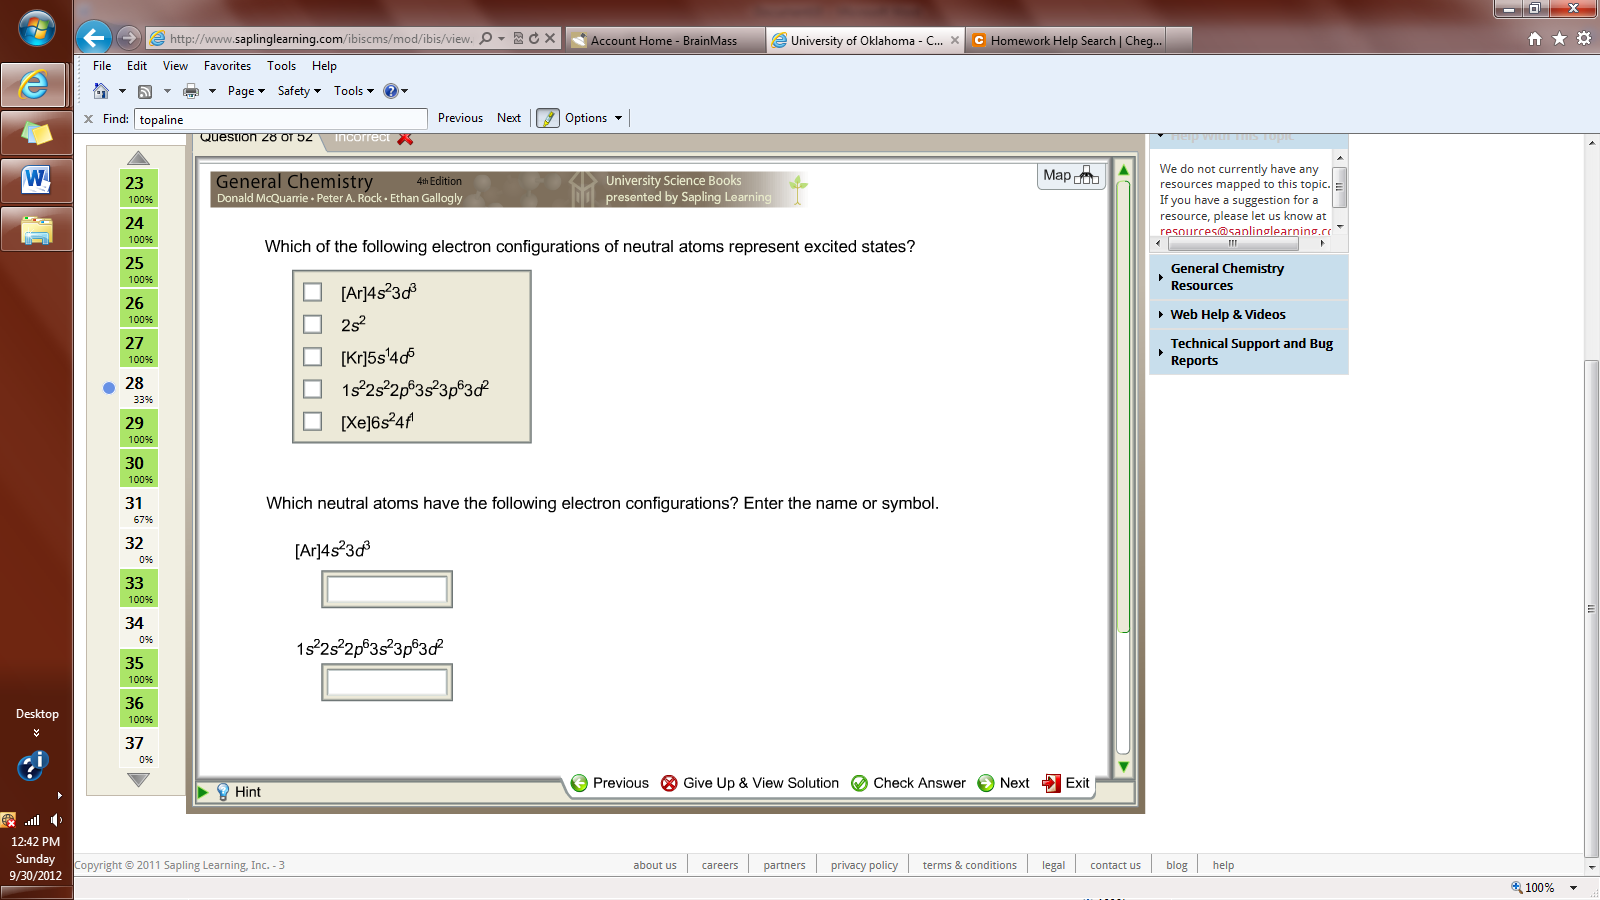 http://www.saplinglearning.com/ibiscms/mod/ibis/view.
Account Home - BrainMass
University of Oklahoma - C...
Homework Help Search | Cheg...
File Edit View Favorites Tools Help
Page Safety Tools
Find: topaline Previous Next Options
Question 28 of 52 Incorrect
Help With This Topic
We do not currently have any
resources mapped to this topic.
If you have a suggestion for a
resource, please let us know at
resources@saplinglearning.co
General Chemistry
Resources
Web Help & Videos
Technical Support and Bug
Reports
23
100%
24
100%
25
100%
26
100%
27
100%
28
33%
29
100%
30
100%
31
67%
32
0%
33
100%
34
0%
35
100%
36
100%
37
0%
General Chemistry 4th Edition
Donald McQuarrie • Peter A. Rock • Ethan Gallogly
University Science Books
presented by Sapling Learning
Map
Which of the following electron configurations of neutral atoms represent excited states?
[Ar]4s²3d³
2s²
[Kr]5s¹4d⁵
1s²2s²2p⁶3s²3p⁶3d²
[Xe]6s²4f¹
Which neutral atoms have the following electron configurations? Enter the name or symbol.
[Ar]4s²3d³
1s²2s²2p⁶3s²3p⁶3d²
Hint
Previous Give Up & View Solution Check Answer Next Exit
Desktop
12:42 PM
Sunday
9/30/2012
Copyright © 2011 Sapling Learning, Inc. - 3
about us careers partners privacy policy terms & conditions legal contact us blog help
100%